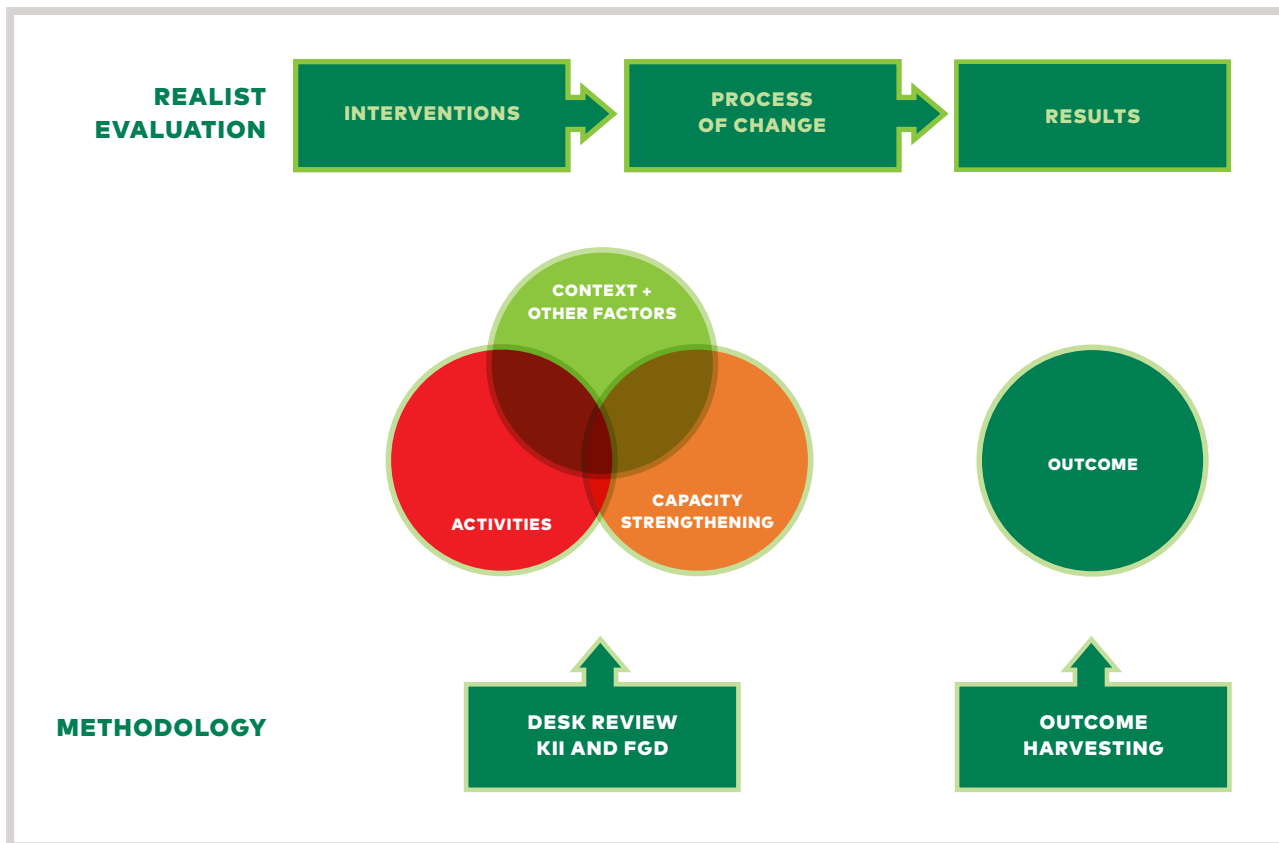 REALIST
EVALUATION
INTERVENTIONS
PROCESS
OF CHANGE
RESULTS
CONTEXT +
OTHER FACTORS
ACTIVITIES
CAPACITY
STRENGTHENING
OUTCOME
METHODOLOGY
DESK REVIEW
KII AND FGD
OUTCOME
HARVESTING